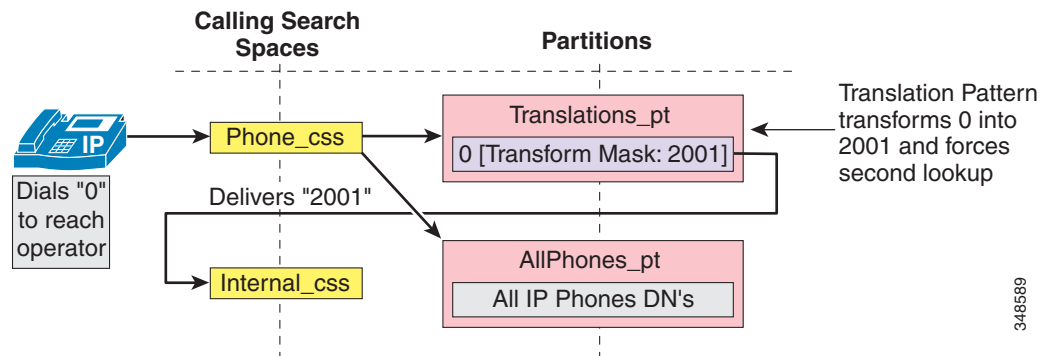 Calling Search
Spaces
Partitions
IP
Dials "0"
to reach
operator
Phone_css
Translations_pt
0 [Transform Mask: 2001]
Translation Pattern
transforms 0 into
2001 and forces
second lookup
Delivers "2001"
Internal_css
AllPhones_pt
All IP Phones DN's
348589